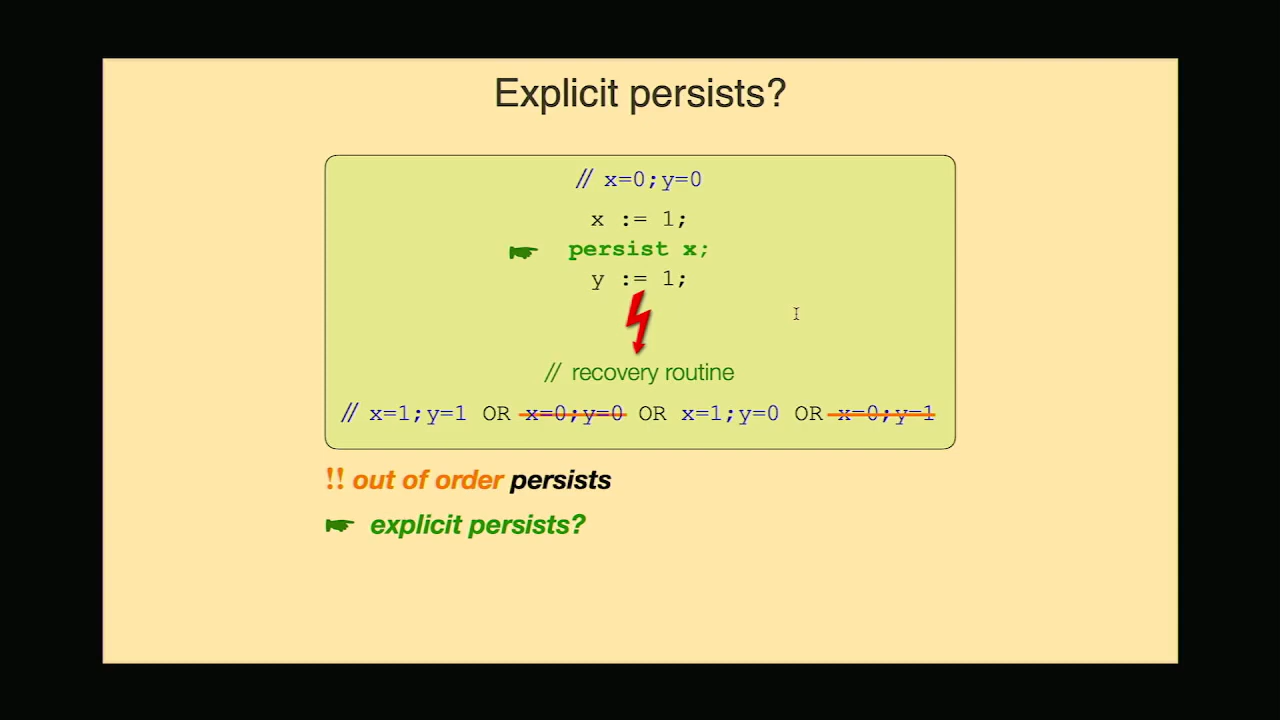 Explicit persists?
// x=0;y=0
x := 1;
☛ persist x;
y := 1;
// recovery routine
// x=1;y=1 OR x=0;y=0 OR x=1;y=0 OR x=0;y=1
!! out of order persists
☛ explicit persists?